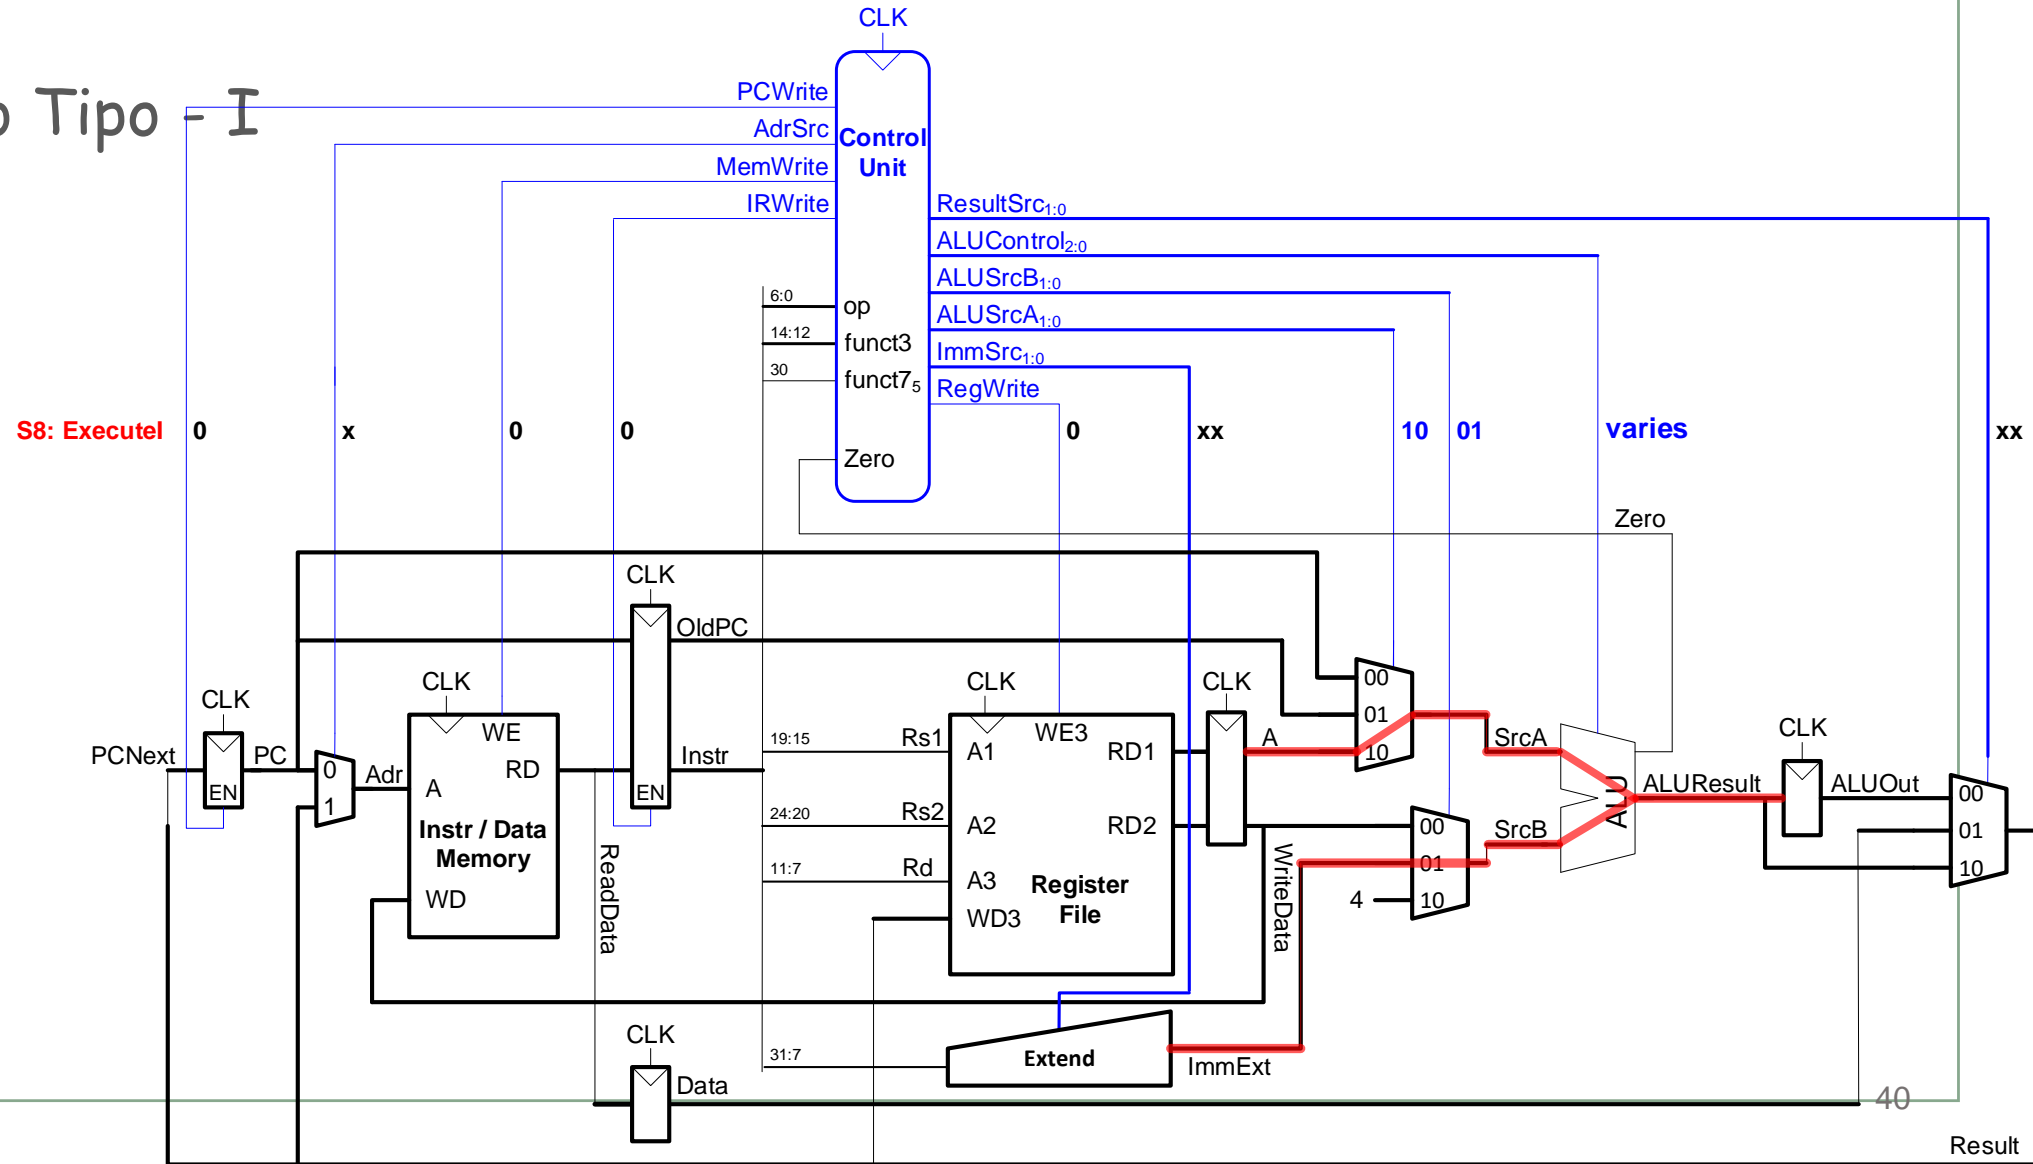 CLK
o Tipo - I
PCWrite
AdrSrc
MemWrite
IRWrite
Control
Unit
ResultSrc1:0
ALUControl2:0
ALUSrcB1:0
ALUSrcA1:0
ImmSrc1:0
RegWrite
6:0
op
14:12
funct3
30
funct75
Zero
S8: ExecuteI
0
x
0
0
0
xx
10
01
varies
xx
Zero
CLK
OldPC
CLK
CLK
CLK
CLK
CLK
00
01
10
PCNext
PC
EN
0
1
Adr
WE
A
RD
Instr / Data
Memory
WD
ReadData
EN
Instr
19:15
Rs1
24:20
Rs2
11:7
Rd
A1
WE3
RD1
A2
RD2
A3
WD3
Register
File
A
WriteData
00
01
10
4
SrcA
SrcB
ALU
ALUResult
CLK
ALUOut
00
01
10
CLK
Data
31:7
Extend
ImmExt
40
Result